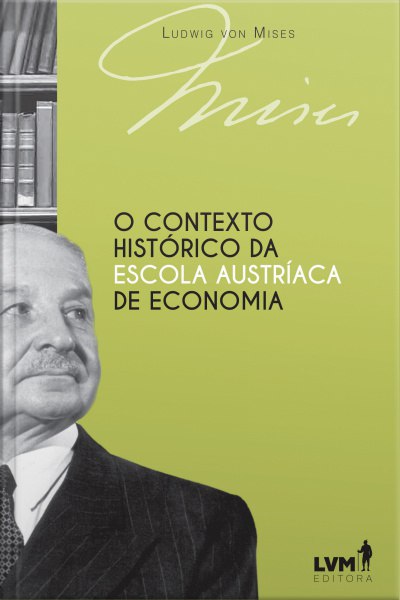 Ludwig von Mises
Mises
O CONTEXTO
HISTÓRICO DA
ESCOLA AUSTRÍACA
DE ECONOMIA
LVM
EDITORA